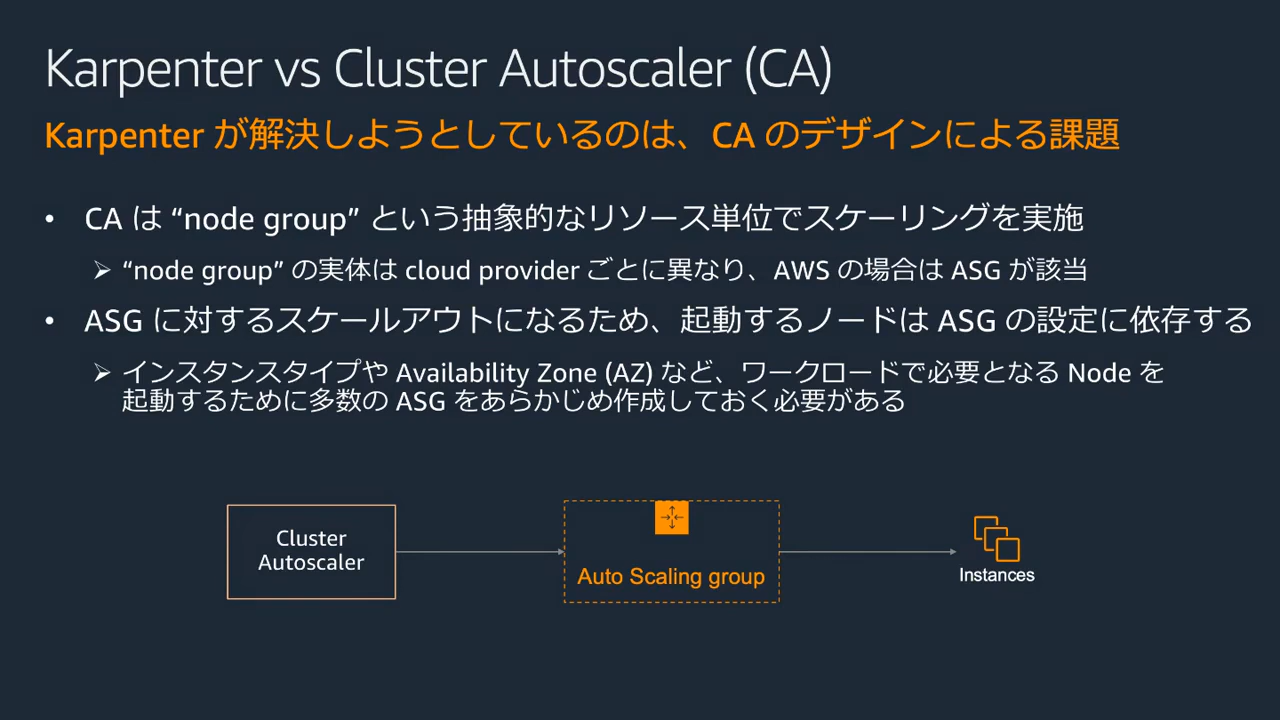 Karpenter vs Cluster Autoscaler (CA)
Karpenter が解決しようとしているのは、CA のデザインによる課題
• CA は “node group” という抽象的なリソース単位でスケーリングを実施
➢ “node group” の実体は cloud provider ごとに異なり、AWS の場合は ASG が該当
• ASG に対するスケールアウトになるため、起動するノードは ASG の設定に依存する
➢ インスタンスタイプや Availability Zone (AZ) など、ワークロードで必要となる Node を
起動するために多数の ASG をあらかじめ作成しておく必要がある
Cluster
Autoscaler
Auto Scaling group
Instances